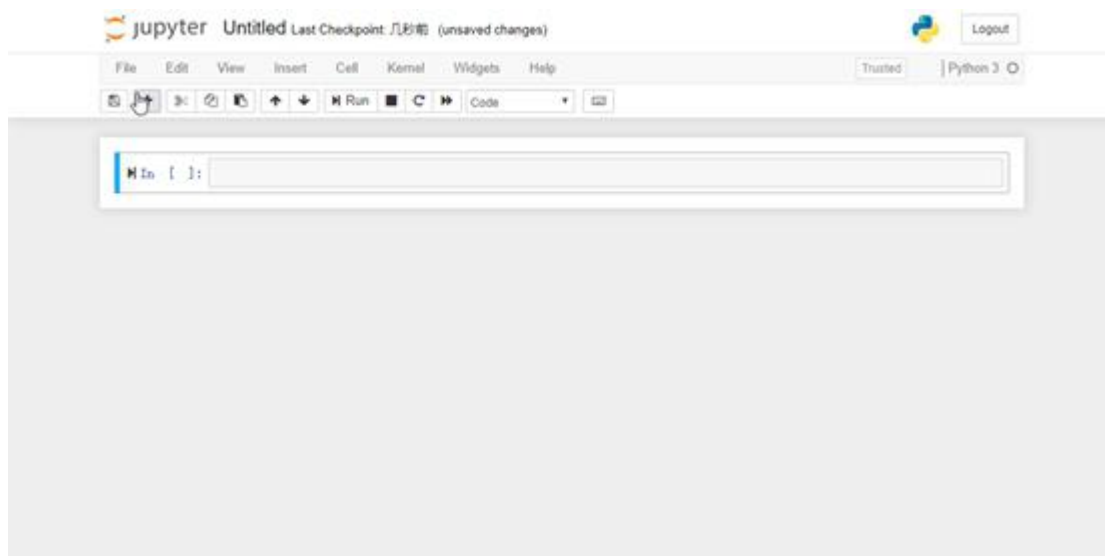 jupyter Untitled Last Checkpoint: 几秒前 (unsaved changes) Logout
File Edit View Insert Cell Kernel Widgets Help Trusted Python 3
Run Code
In [ ]: